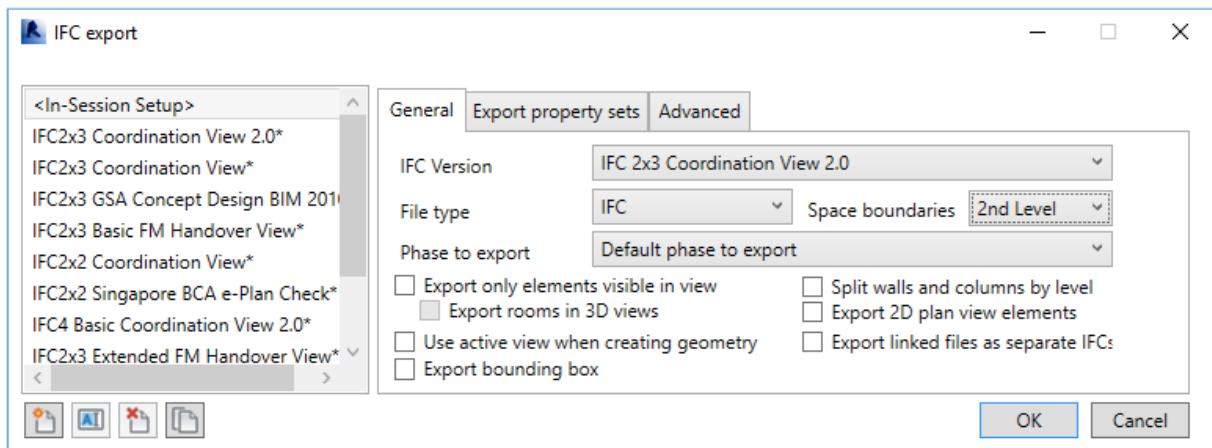 IFC export
<In-Session Setup>
IFC2x3 Coordination View 2.0*
IFC2x3 Coordination View*
IFC2x3 GSA Concept Design BIM
IFC2x3 Basic FM Handover View*
IFC2x2 Coordination View*
IFC2x2 Singapore BCA e-Plan Check*
IFC4 Basic Coordination View 2.0*
IFC2x3 Extended FM Handover View*
General Export property sets Advanced
IFC Version IFC 2x3 Coordination View 2.0
File type IFC Space boundaries 2nd Level
Phase to export Default phase to export
Export only elements visible in view
Export rooms in 3D views
Use active view when creating geometry
Export bounding box
Split walls and columns by level
Export 2D plan view elements
Export linked files as separate IFCs
OK Cancel